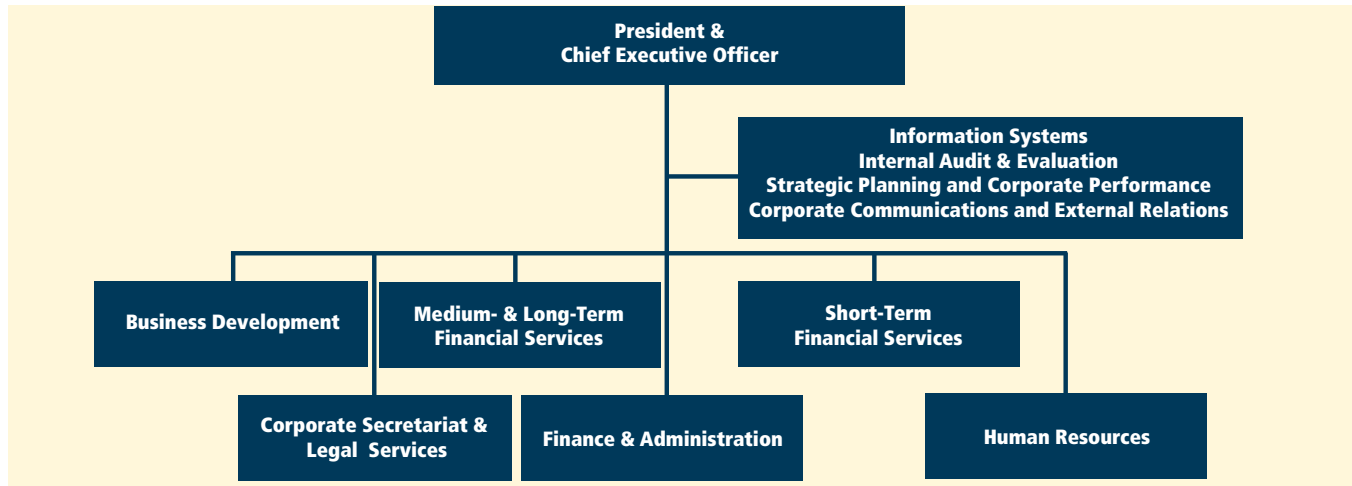 President &
Chief Executive Officer
Information Systems
Internal Audit & Evaluation
Strategic Planning and Corporate Performance
Corporate Communications and External Relations
Business Development
Medium- & Long-Term
Financial Services
Short-Term
Financial Services
Corporate Secretariat &
Legal Services
Finance & Administration
Human Resources